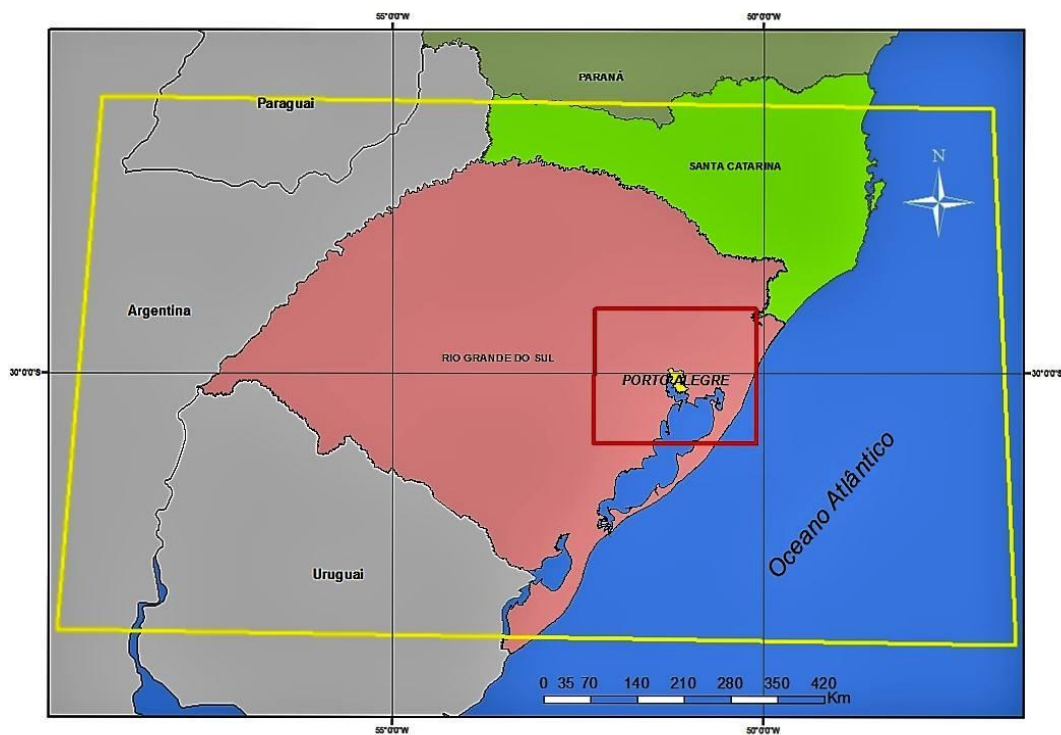 55°0'0"W 50°0'0"W
PARANÁ
Paraguai
SANTA CATARINA
N
Argentina
RIO GRANDE DO SUL
30°0'0"S 30°0'0"S
PORTO ALEGRE
Oceano Atlântico
Uruguai
0 35 70 140 210 280 350 420
Km
55°0'0"W 50°0'0"W